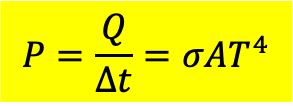 P = Q/Δt = σAT⁴